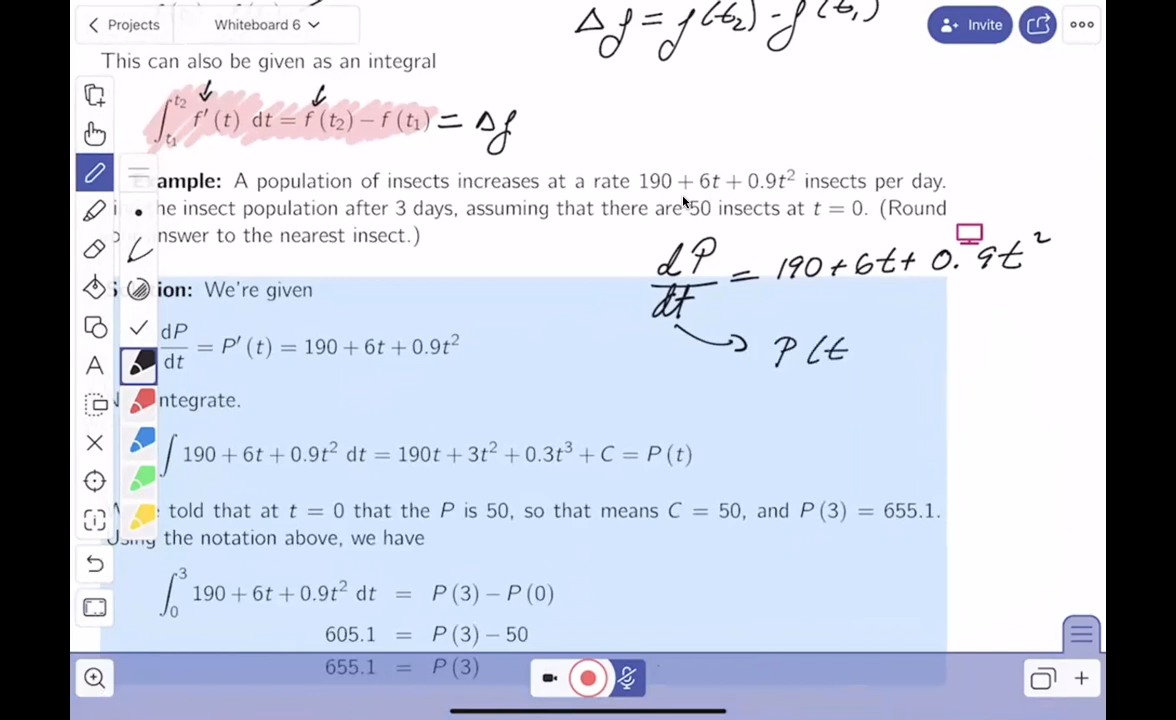 Projects
Whiteboard 6
Invite
Δf = f(t₂) - f(t₁)
This can also be given as an integral
∫_{t₁}^{t₂} f′(t) dt = f(t₂) − f(t₁) = Δf
ample: A population of insects increases at a rate 190 + 6t + 0.9t² insects per day.
he insect population after 3 days, assuming that there are 50 insects at t = 0. (Round
nswer to the nearest insect.)
dP/dt = 190 + 6t + 0.9t²
ion: We're given
dP/dt = P′(t) = 190 + 6t + 0.9t²
P(t
ntegrate.
∫ 190 + 6t + 0.9t² dt = 190t + 3t² + 0.3t³ + C = P(t)
told that at t = 0 that the P is 50, so that means C = 50, and P(3) = 655.1.
the notation above, we have
∫₀³ 190 + 6t + 0.9t² dt = P(3) − P(0)
605.1 = P(3) − 50
655.1 = P(3)